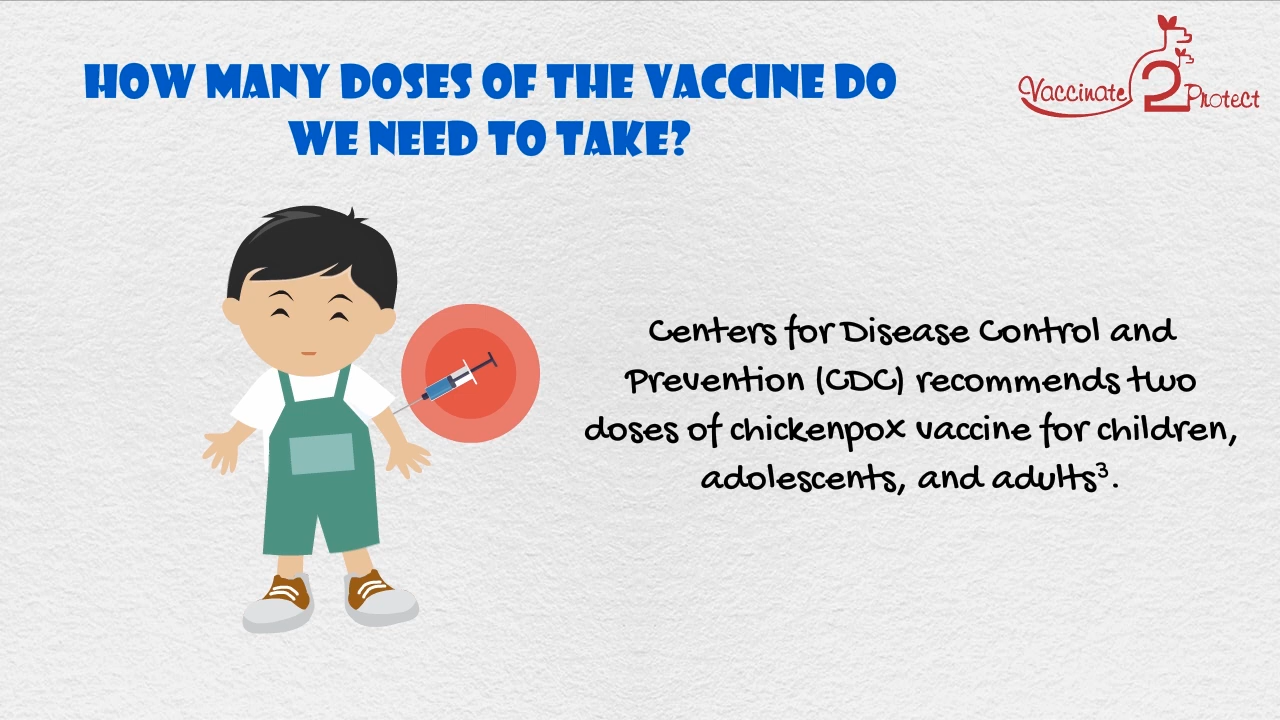 HOW MANY DOSES OF THE VACCINE DO
WE NEED TO TAKE?
Vaccinate 2 Protect
Centers for Disease Control and
Prevention (CDC) recommends two
doses of chickenpox vaccine for children,
adolescents, and adults³.